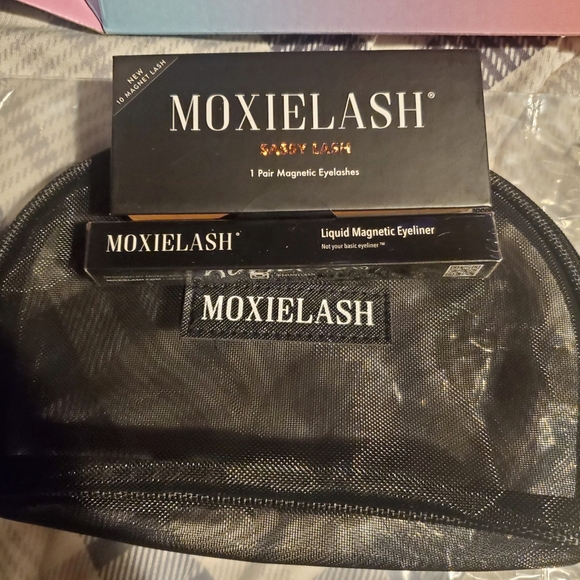 NEW
10 MAGNET LASH
MOXIELASH®
SASSY LASH
1 Pair Magnetic Eyelashes
MOXIELASH®
Liquid Magnetic Eyeliner
Not your basic eyeliner™
MOXIELASH